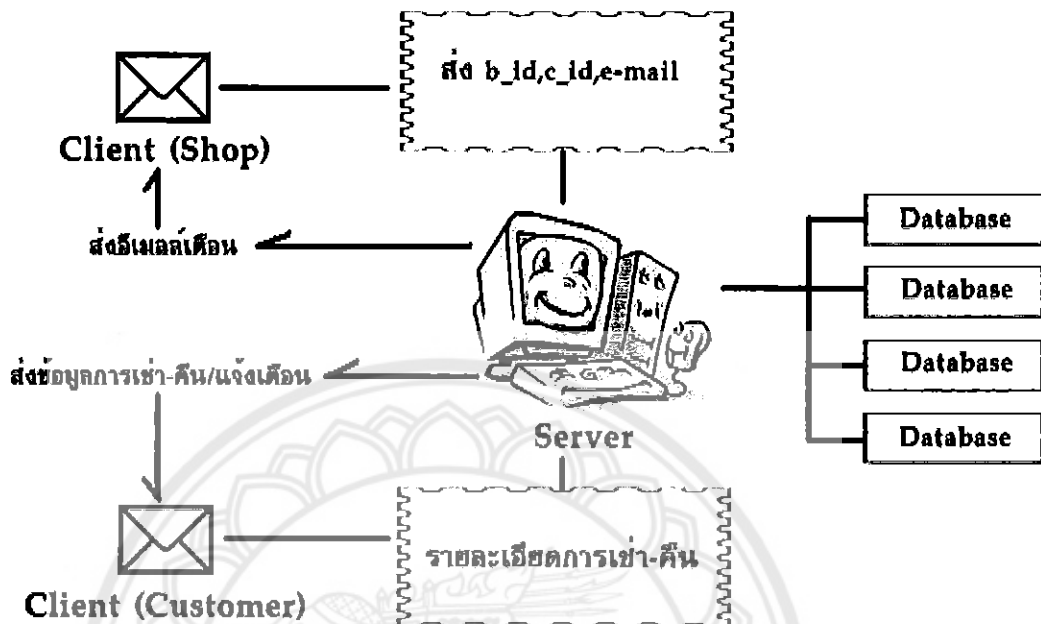 ส่ง b_id,c_id,e-mail
Client (Shop)
ส่งอีเมลล์เตือน
Database
Database
Database
Database
ส่งข้อมูลการเช่า-คืน/แจ้งเตือน
Server
รายละเอียดการเช่า-คืน
Client (Customer)